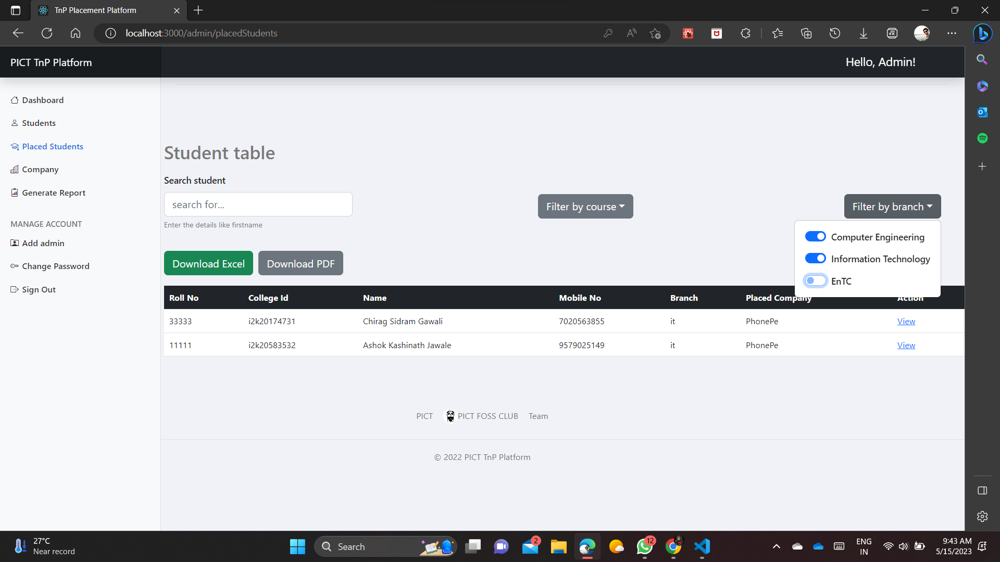 TnP Placement Platform
localhost:3000/admin/placedStudents
PICT TnP Platform
Hello, Admin!
Dashboard
Students
Placed Students
Company
Generate Report
MANAGE ACCOUNT
Add admin
Change Password
Sign Out
Student table
Search student
search for...
Enter the details like firstname
Filter by course
Filter by branch
Computer Engineering
Information Technology
EnTC
Download Excel Download PDF
Roll No College Id Name Mobile No Branch Placed Company Action
33333 i2k20174731 Chirag Sidram Gawali 7020563855 it PhonePe View
11111 i2k20583532 Ashok Kashinath Jawale 9579025149 it PhonePe View
PICT PICT FOSS CLUB Team
© 2022 PICT TnP Platform
27°C
Near record
Search
2
12
ENG
IN
9:43 AM
5/15/2023